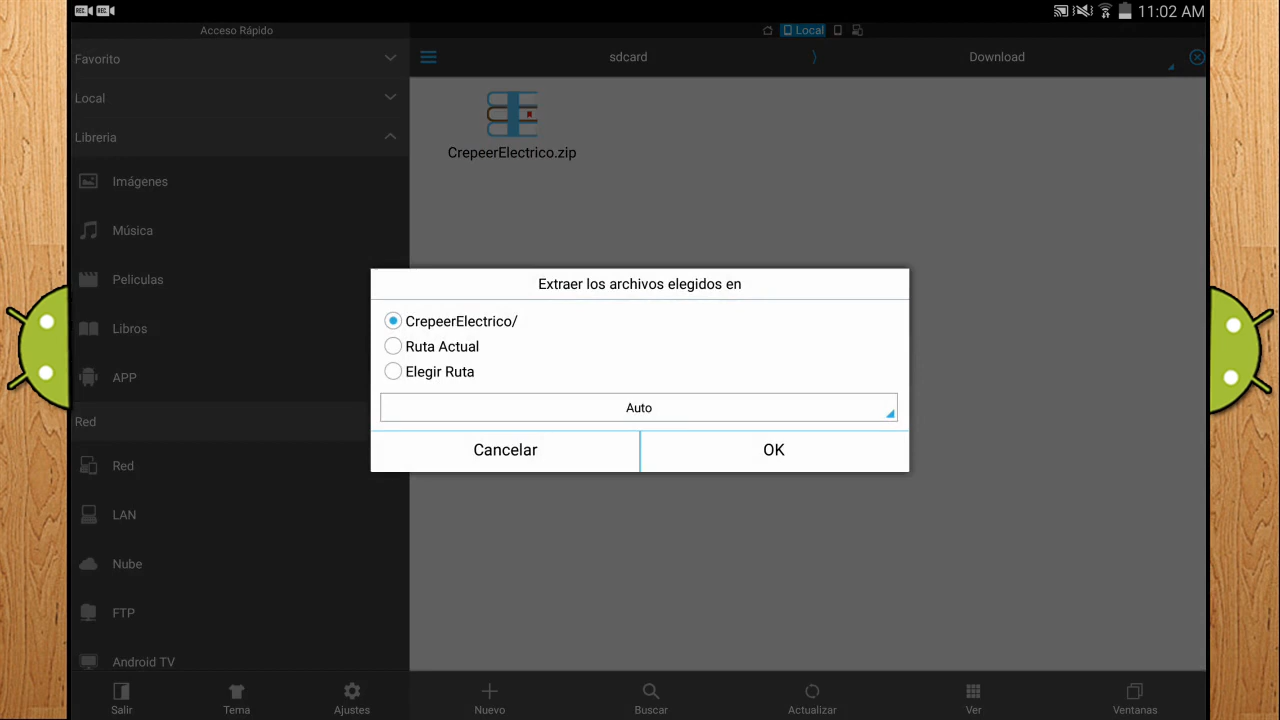 REC REC 11:02 AM
Acceso Rápido
Local
Favorito
sdcard
Download
Local
Libreria
CrepeerElectrico.zip
Imágenes
Música
Peliculas
Libros
APP
Red
Red
LAN
Nube
FTP
Android TV
Extraer los archivos elegidos en
CrepeerElectrico/
Ruta Actual
Elegir Ruta
Auto
Cancelar
OK
Salir
Tema
Ajustes
Nuevo
Buscar
Actualizar
Ver
Ventanas